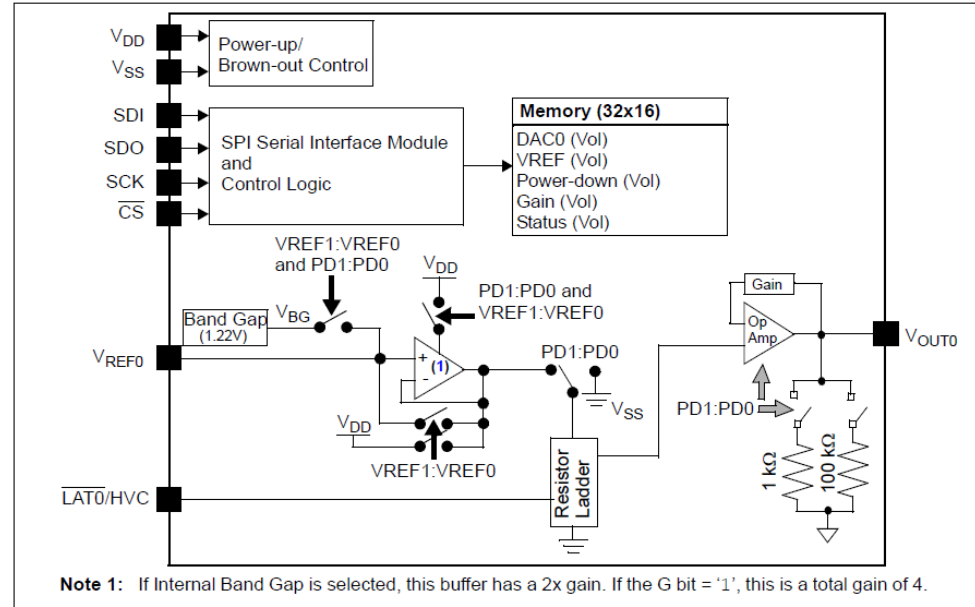 VDD
VSS
Power-up/
Brown-out Control
SDI
SDO
SCK
CS
SPI Serial Interface Module
and
Control Logic
Memory (32x16)
DAC0 (Vol)
VREF (Vol)
Power-down (Vol)
Gain (Vol)
Status (Vol)
VREF1:VREF0
and PD1:PD0
VDD
PD1:PD0 and
VREF1:VREF0
Band Gap
(1.22V)
VBG
VREF0
+
(1)
-
PD1:PD0
VSS
VDD
VREF1:VREF0
Gain
Op
Amp
VOUT0
PD1:PD0
1 kΩ
100 kΩ
LAT0/HVC
Resistor
Ladder
Note 1: If Internal Band Gap is selected, this buffer has a 2x gain. If the G bit = '1', this is a total gain of 4.